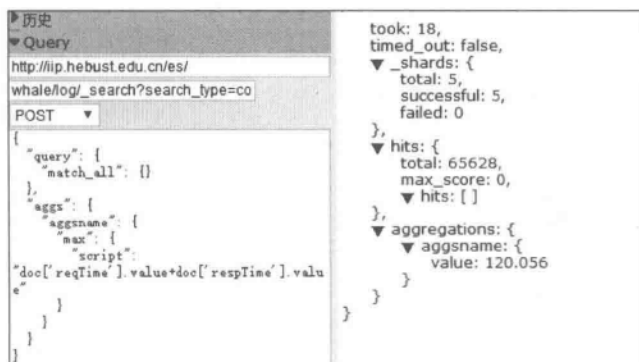 历史
Query
http://iip.hebust.edu.cn/es/
whale/log/_search?search_type=co
POST
{
"query": {
"match_all": {}
},
"aggs": {
"aggsname": {
"max": {
"script":
"doc['reqTime'].value+doc['respTime'].valu
e"
}
}
}
}
took: 18,
timed_out: false,
_shards: {
total: 5,
successful: 5,
failed: 0
},
hits: {
total: 65628,
max_score: 0,
hits: [ ]
},
aggregations: {
aggsname: {
value: 120.056
}
}
}